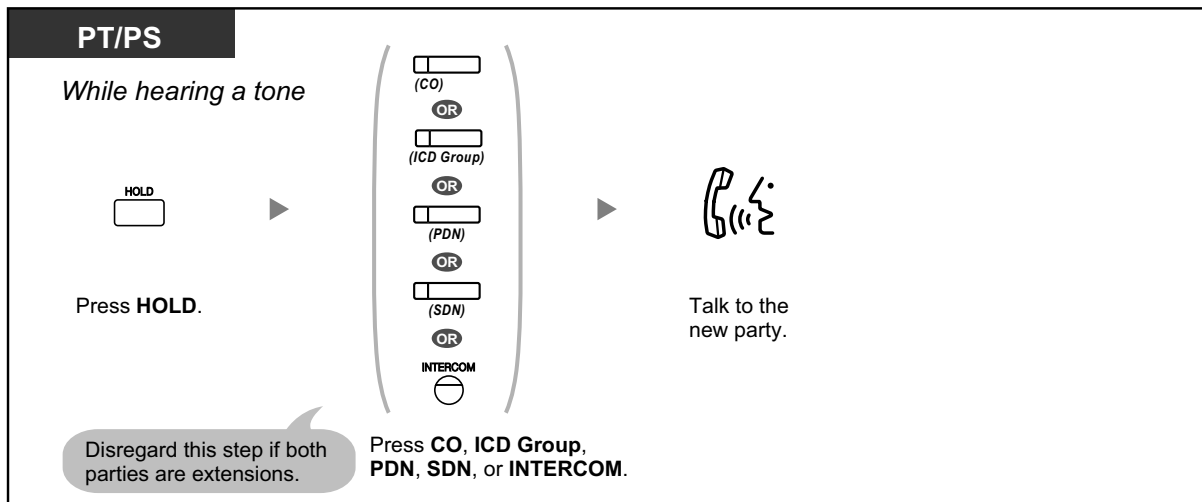 PT/PS
While hearing a tone
HOLD
Press HOLD.
(CO)
OR
(ICD Group)
OR
(PDN)
OR
(SDN)
OR
INTERCOM
Disregard this step if both
parties are extensions.
Press CO, ICD Group,
PDN, SDN, or INTERCOM.
Talk to the
new party.